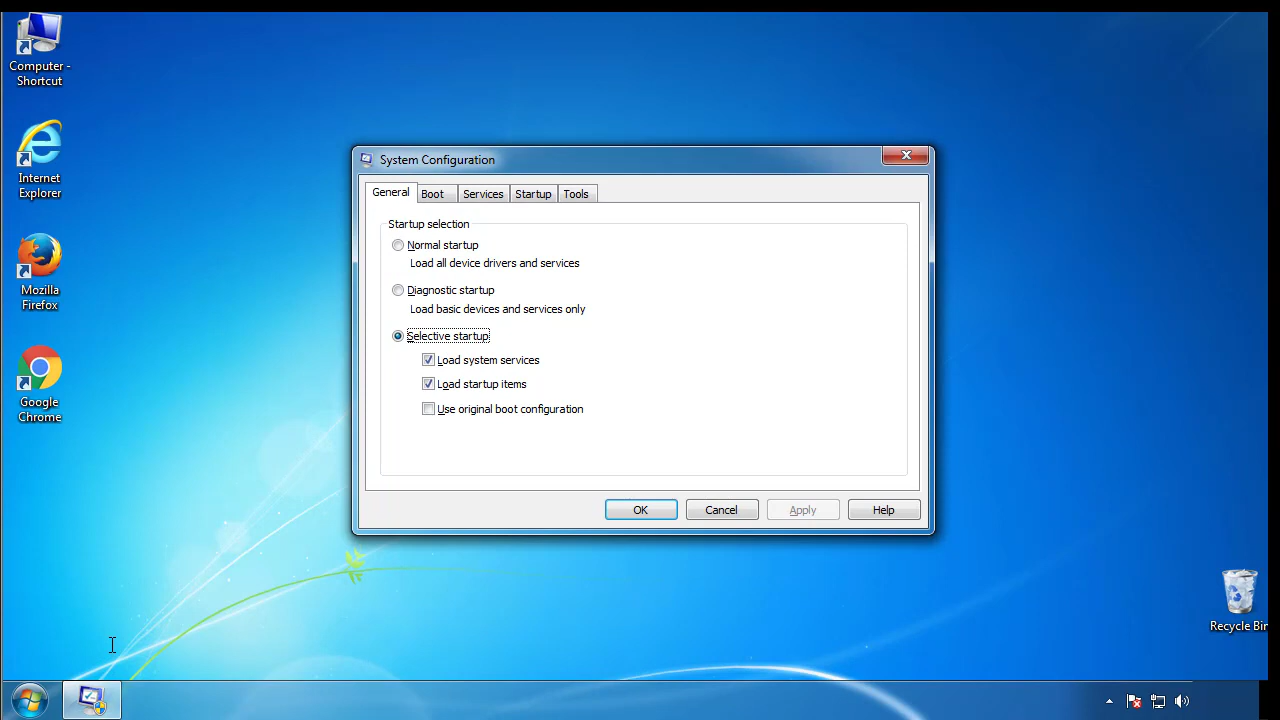 Computer -
Shortcut
Internet
Explorer
Mozilla
Firefox
Google
Chrome
System Configuration
General Boot Services Startup Tools
Startup selection
Normal startup
Load all device drivers and services
Diagnostic startup
Load basic devices and services only
Selective startup
Load system services
Load startup items
Use original boot configuration
OK Cancel Apply Help
Recycle Bin